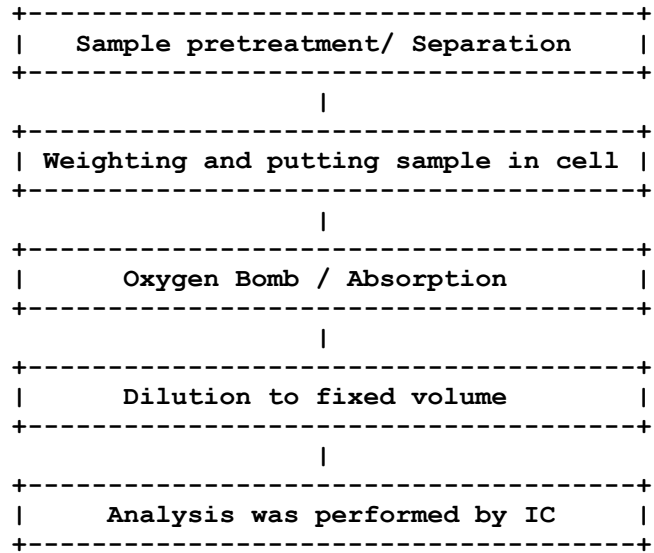 Sample pretreatment/ Separation
Weighting and putting sample in cell
Oxygen Bomb / Absorption
Dilution to fixed volume
Analysis was performed by IC